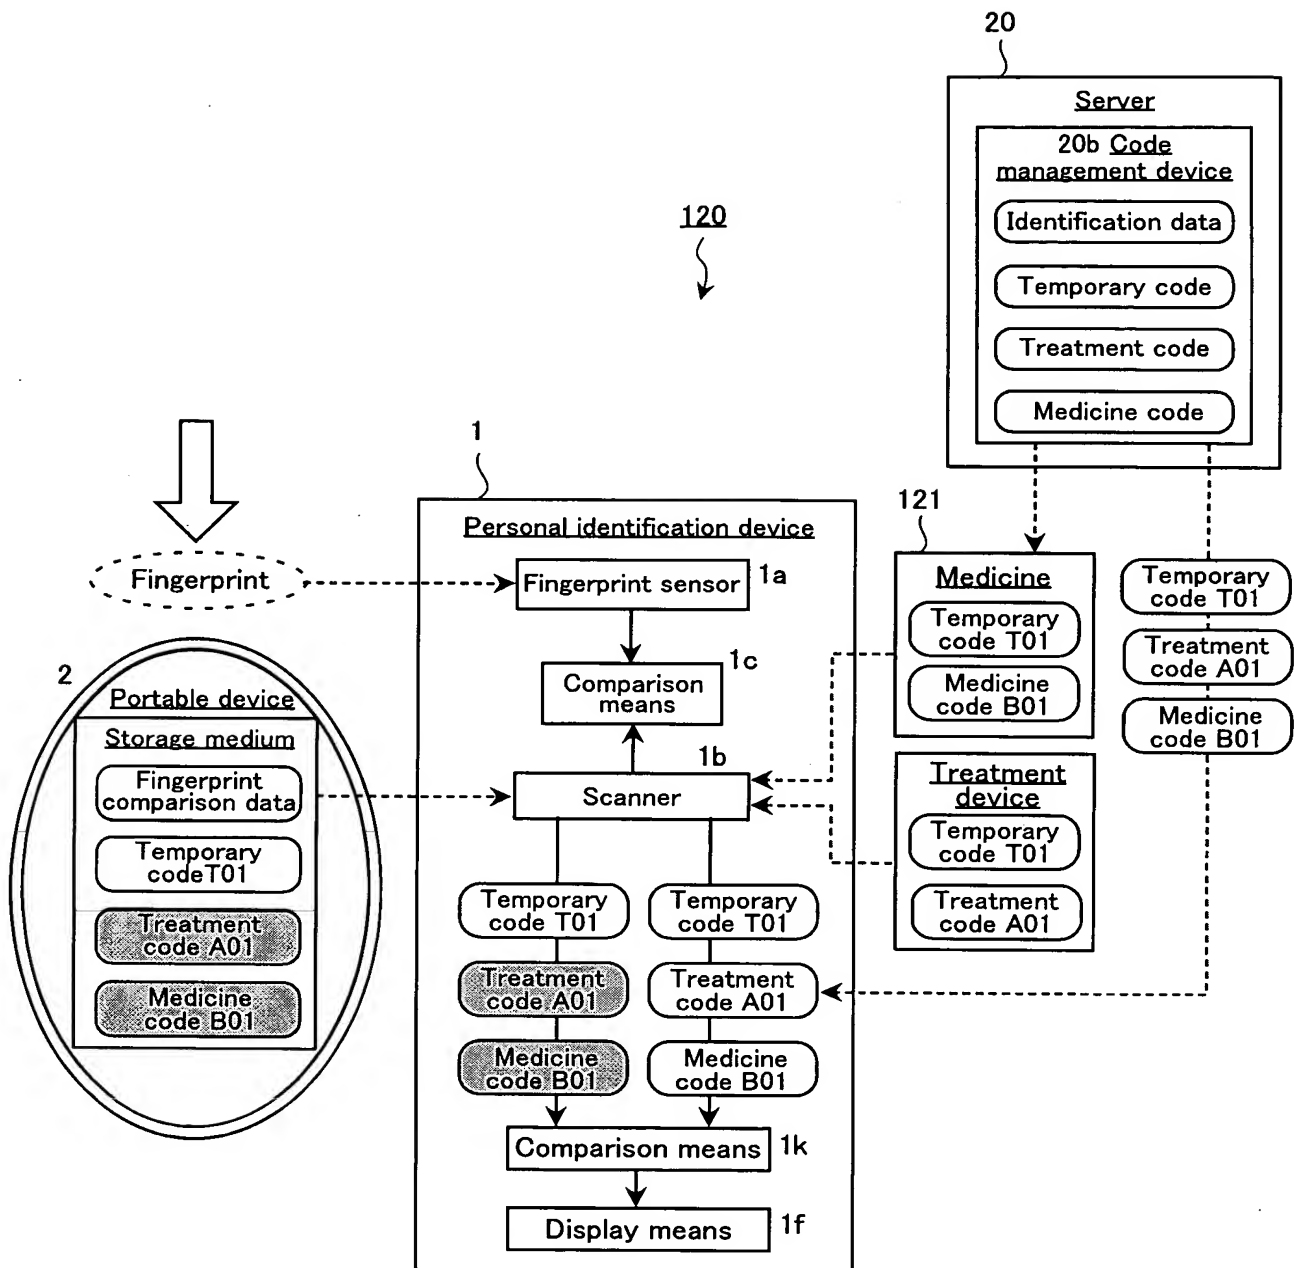 20
Server
20b Code
management device
Identification data
Temporary code
Treatment code
Medicine code
120
1
Personal identification device
Fingerprint sensor
1a
1c
Comparison
means
1b
Scanner
Temporary
code T01
Treatment
code A01
Medicine
code B01
Temporary
code T01
Treatment
code A01
Medicine
code B01
Comparison means
1k
Display means
1f
Fingerprint
2
Portable device
Storage medium
Fingerprint
comparison data
Temporary
codeT01
Treatment
code A01
Medicine
code B01
121
Medicine
Temporary
code T01
Medicine
code B01
Treatment
device
Temporary
code T01
Treatment
code A01
Temporary
code T01
Treatment
code A01
Medicine
code B01